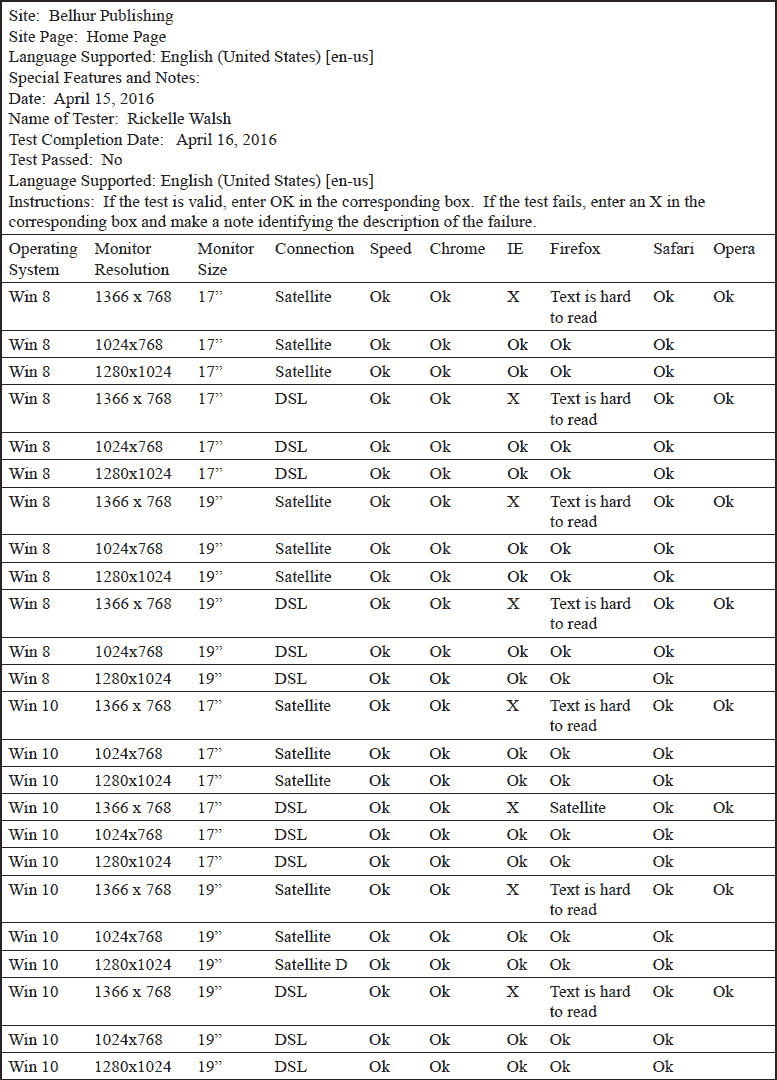 Site: Belhur Publishing
Site Page: Home Page
Language Supported: English (United States) [en-us]
Special Features and Notes:
Date: April 15, 2016
Name of Tester: Rickelle Walsh
Test Completion Date: April 16, 2016
Test Passed: No
Language Supported: English (United States) [en-us]
Instructions: If the test is valid, enter OK in the corresponding box. If the test fails, enter an X in the
corresponding box and make a note identifying the description of the failure.
Operating Monitor Monitor Connection Speed Chrome IE Firefox Safari Opera
System Resolution Size
Win 8 1366 x 768 17” Satellite Ok Ok X Text is hard Ok Ok
to read
Win 8 1024x768 17” Satellite Ok Ok Ok Ok Ok
Win 8 1280x1024 17” Satellite Ok Ok Ok Ok Ok
Win 8 1366 x 768 17” DSL Ok Ok X Text is hard Ok Ok
to read
Win 8 1024x768 17” DSL Ok Ok Ok Ok Ok
Win 8 1280x1024 17” DSL Ok Ok Ok Ok Ok
Win 8 1366 x 768 19” Satellite Ok Ok X Text is hard Ok Ok
to read
Win 8 1024x768 19” Satellite Ok Ok Ok Ok Ok
Win 8 1280x1024 19” Satellite Ok Ok Ok Ok Ok
Win 8 1366 x 768 19” DSL Ok Ok X Text is hard Ok Ok
to read
Win 8 1024x768 19” DSL Ok Ok Ok Ok Ok
Win 8 1280x1024 19” DSL Ok Ok Ok Ok Ok
Win 10 1366 x 768 17” Satellite Ok Ok X Text is hard Ok Ok
to read
Win 10 1024x768 17” Satellite Ok Ok Ok Ok Ok
Win 10 1280x1024 17” Satellite Ok Ok Ok Ok Ok
Win 10 1366 x 768 17” DSL Ok Ok X Satellite Ok Ok
Win 10 1024x768 17” DSL Ok Ok Ok Ok Ok
Win 10 1280x1024 17” DSL Ok Ok Ok Ok Ok
Win 10 1366 x 768 19” Satellite Ok Ok X Text is hard Ok Ok
to read
Win 10 1024x768 19” Satellite Ok Ok Ok Ok Ok
Win 10 1280x1024 19” Satellite D Ok Ok Ok Ok Ok
Win 10 1366 x 768 19” DSL Ok Ok X Text is hard Ok Ok
to read
Win 10 1024x768 19” DSL Ok Ok Ok Ok Ok
Win 10 1280x1024 19” DSL Ok Ok Ok Ok Ok